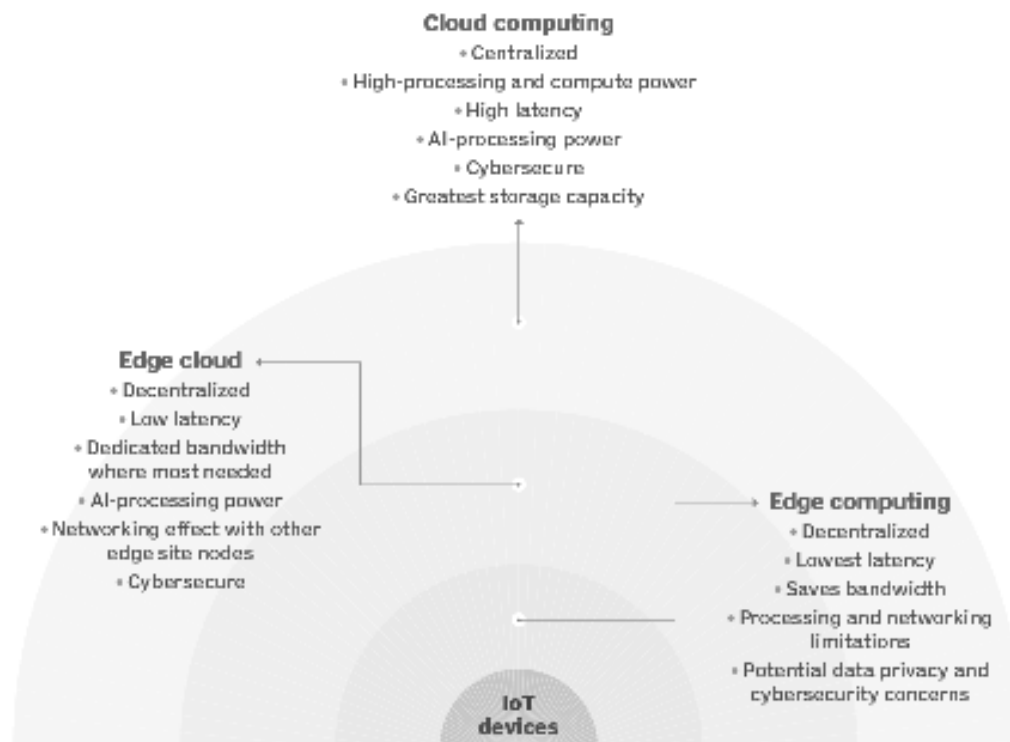 Cloud computing
• Centralized
• High-processing and compute power
• High latency
• AI-processing power
• Cybersecure
• Greatest storage capacity
Edge cloud
• Decentralized
• Low latency
• Dedicated bandwidth
where most needed
• AI-processing power
• Networking effect with other
edge site nodes
• Cybersecure
Edge computing
• Decentralized
• Lowest latency
• Saves bandwidth
• Processing and networking
limitations
• Potential data privacy and
cybersecurity concerns
IoT
devices